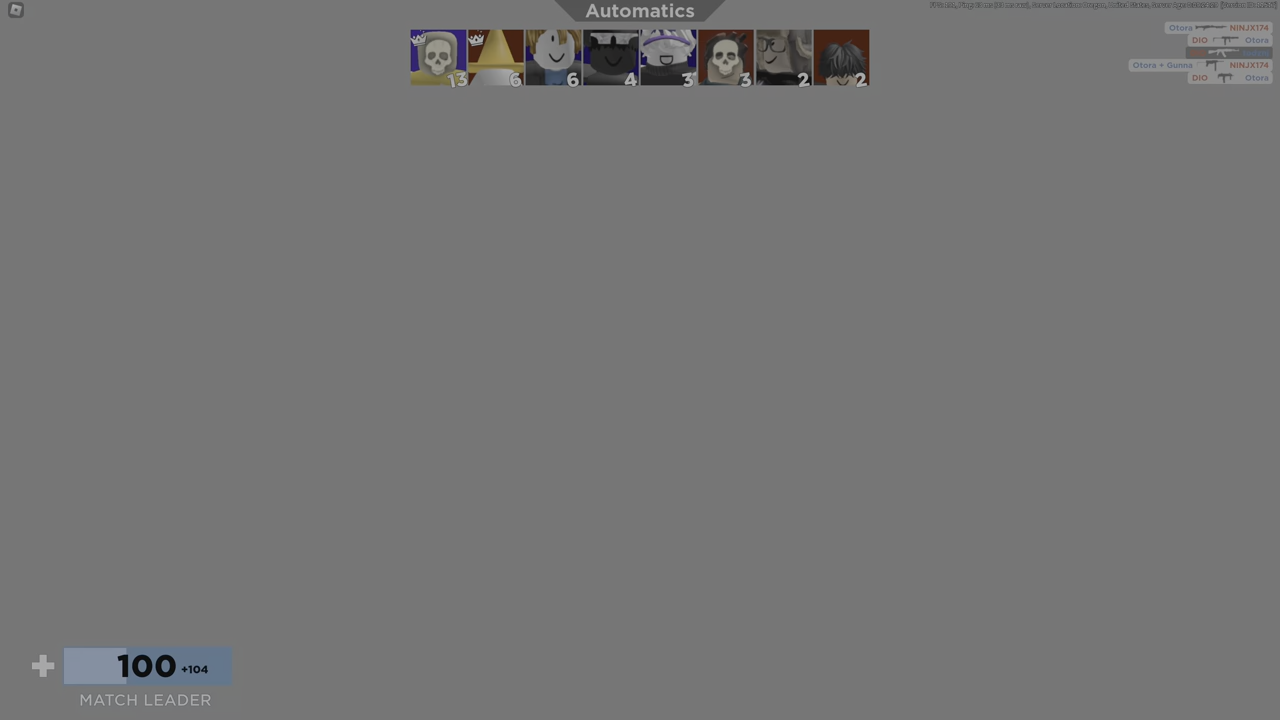 Automatics
13 6 6 4 3 3 2 2
Otora NINJX174
DIO Otora
Otora + Gunna NINJX174
DIO Otora
100 +104
MATCH LEADER